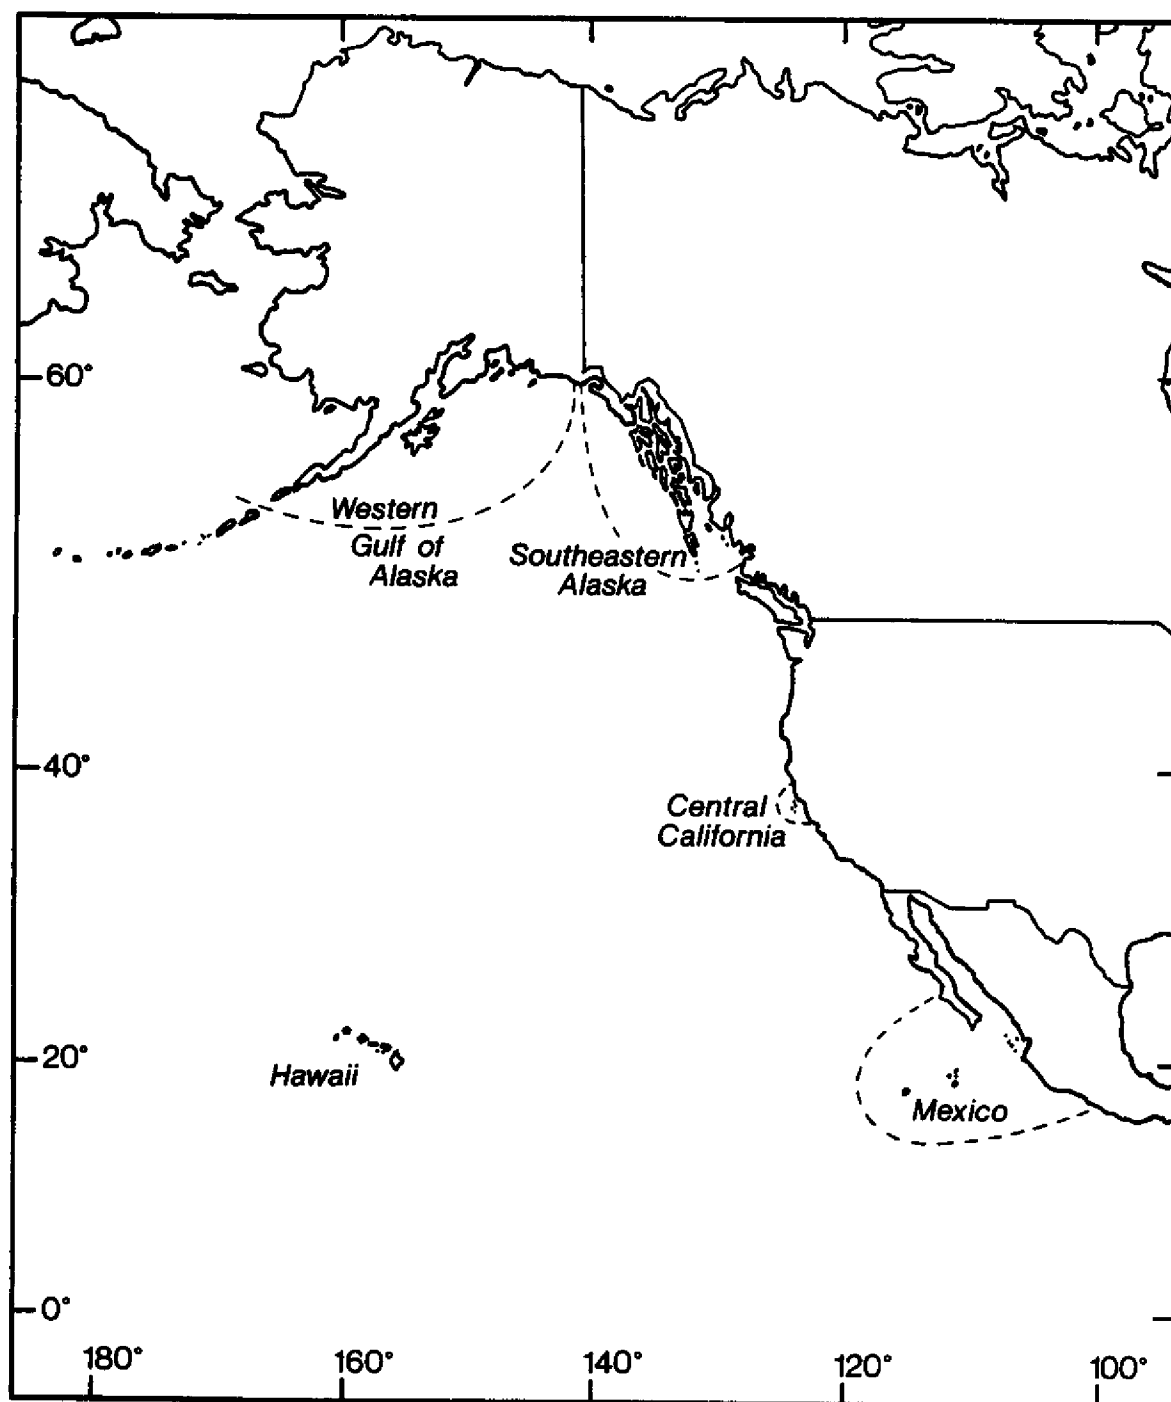 60°
Western
Gulf of
Alaska
Southeastern
Alaska
40°
Central
California
20°
Hawaii
Mexico
0°
180°
160°
140°
120°
100°